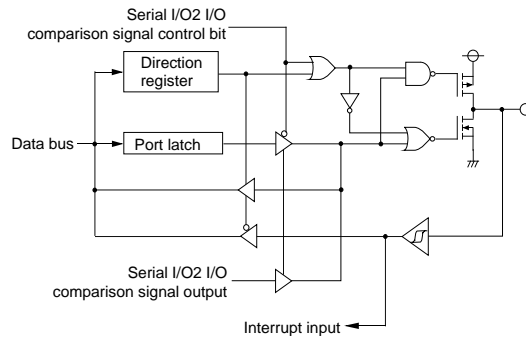 Serial I/O2 I/O
comparison signal control bit
Direction
register
Data bus
Port latch
Serial I/O2 I/O
comparison signal output
Interrupt input